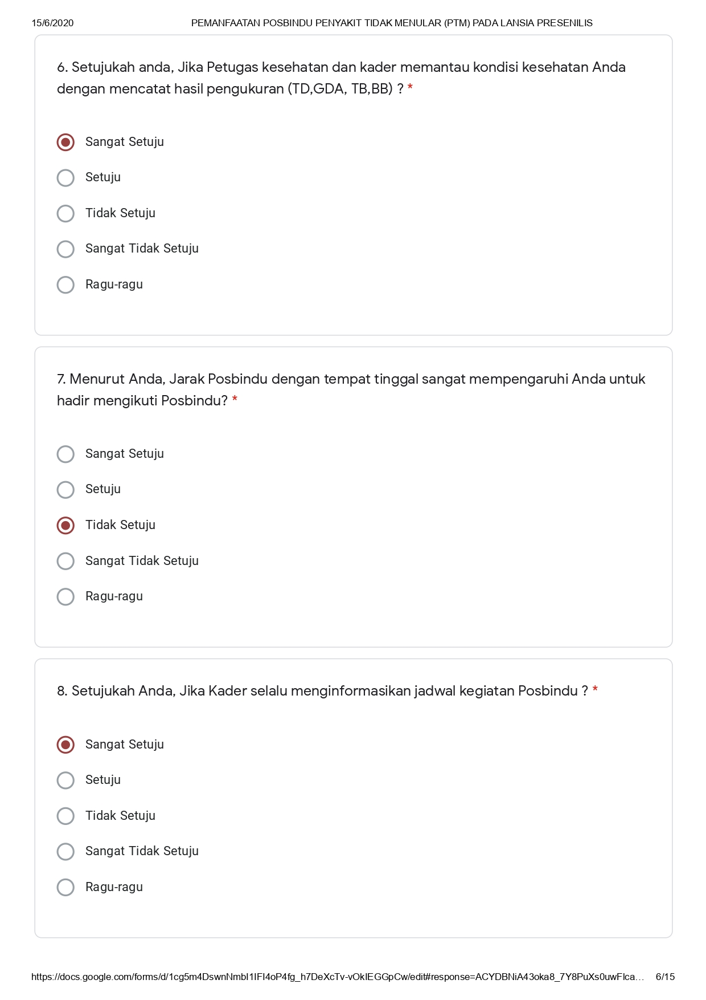 15/6/2020 PEMANFAATAN POSBINDU PENYAKIT TIDAK MENULAR (PTM) PADA LANSIA PRESENILIS
6. Setujukah anda, Jika Petugas kesehatan dan kader memantau kondisi kesehatan Anda
dengan mencatat hasil pengukuran (TD,GDA, TB,BB) ? *
Sangat Setuju
Setuju
Tidak Setuju
Sangat Tidak Setuju
Ragu-ragu
7. Menurut Anda, Jarak Posbindu dengan tempat tinggal sangat mempengaruhi Anda untuk
hadir mengikuti Posbindu? *
Sangat Setuju
Setuju
Tidak Setuju
Sangat Tidak Setuju
Ragu-ragu
8. Setujukah Anda, Jika Kader selalu menginformasikan jadwal kegiatan Posbindu ? *
Sangat Setuju
Setuju
Tidak Setuju
Sangat Tidak Setuju
Ragu-ragu
https://docs.google.com/forms/d/1cg5m4DswnNmbI1IFI4oP4fg_h7DeXcTv-vOkIEGGpCw/edit#response=ACYDBNiA43oka8_7Y8PuXs0uwFIca… 6/15